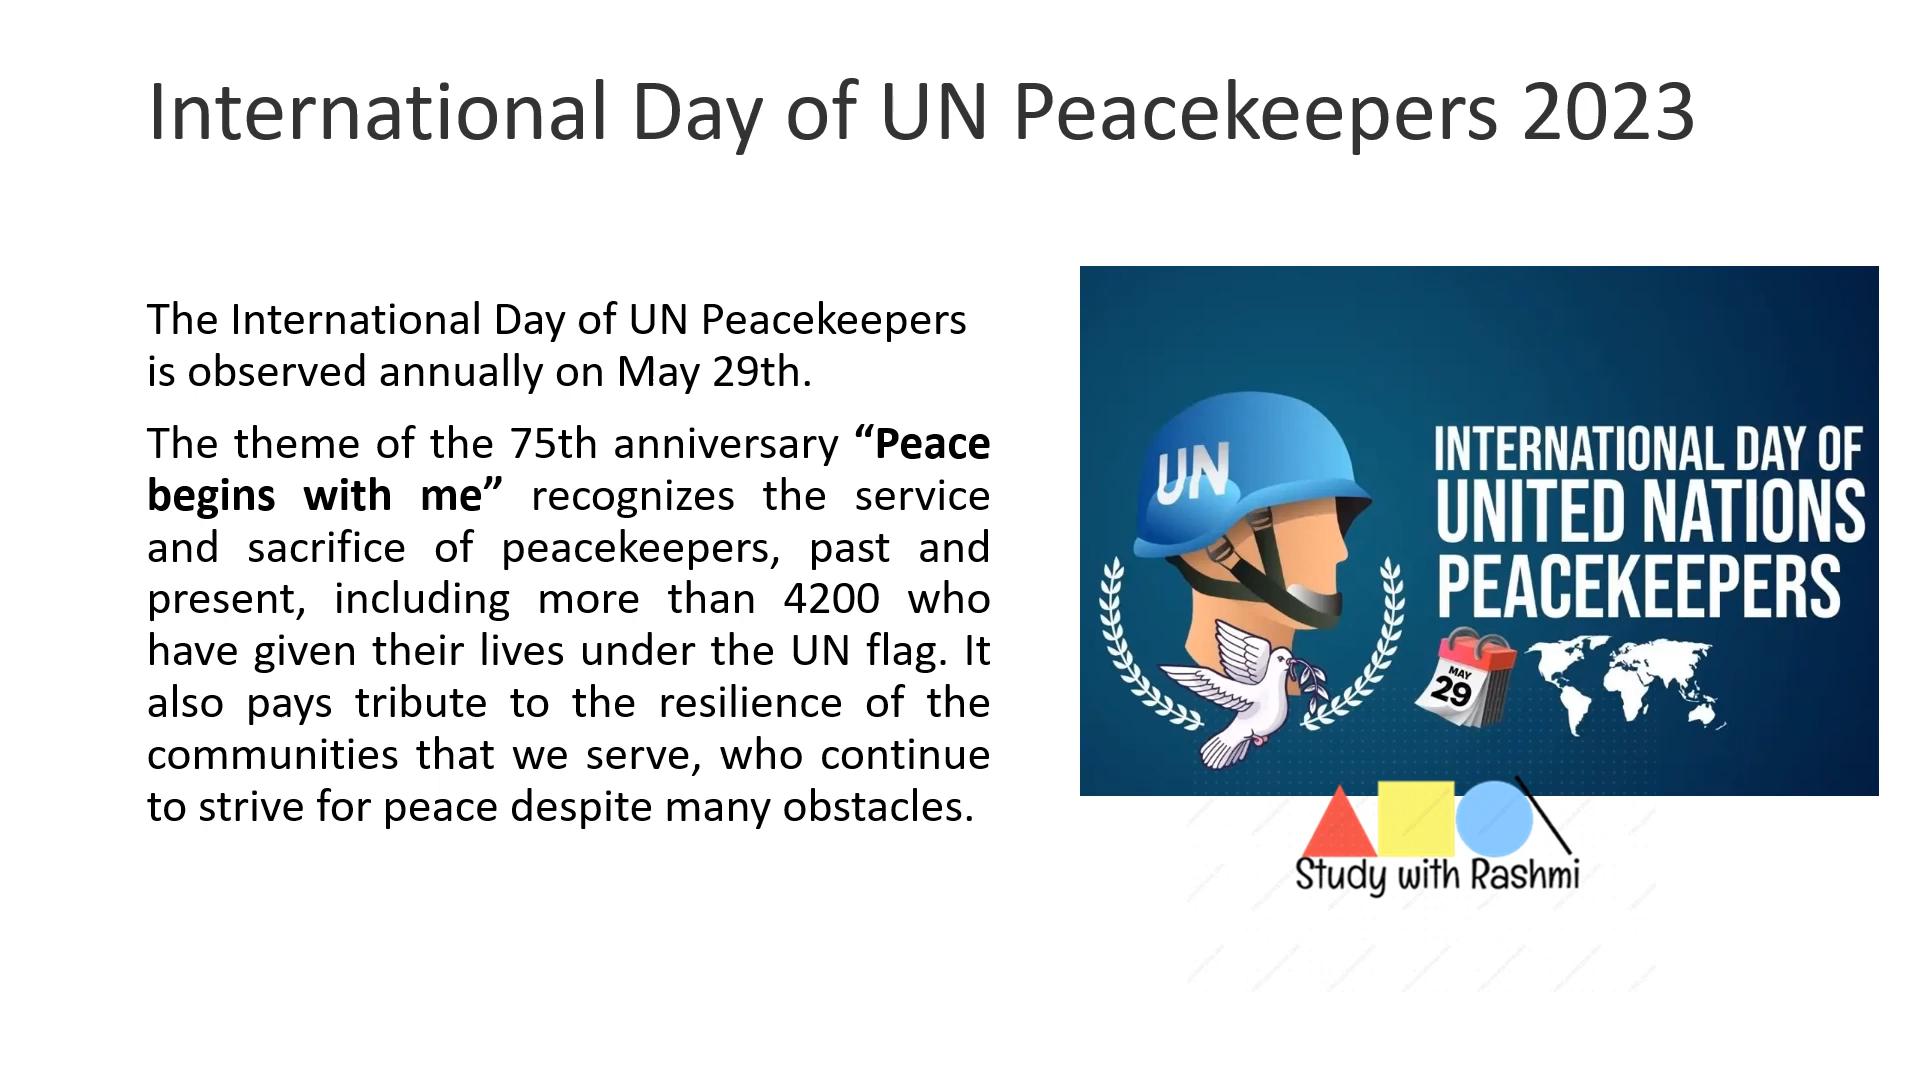 International Day of UN Peacekeepers 2023
The International Day of UN Peacekeepers
is observed annually on May 29th.
The theme of the 75th anniversary “Peace
begins with me” recognizes the service
and sacrifice of peacekeepers, past and
present, including more than 4200 who
have given their lives under the UN flag. It
also pays tribute to the resilience of the
communities that we serve, who continue
to strive for peace despite many obstacles.
UN
INTERNATIONAL DAY OF
UNITED NATIONS
PEACEKEEPERS
MAY
29
Study with Rashmi